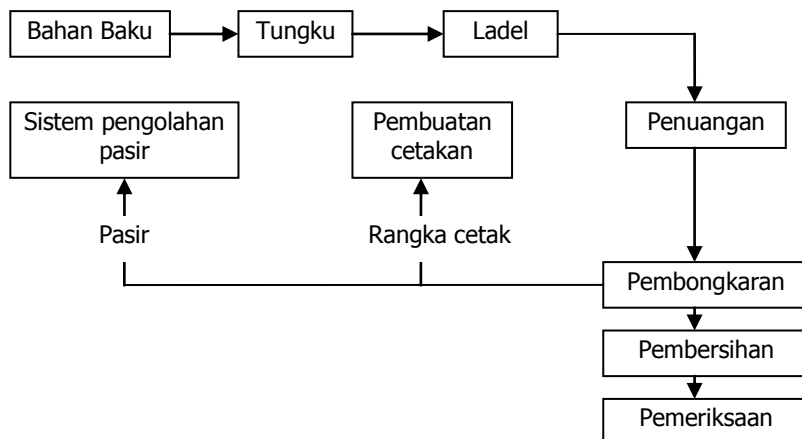 Bahan Baku
Tungku
Ladel
Sistem pengolahan
pasir
Pembuatan
cetakan
Penuangan
Pasir
Rangka cetak
Pembongkaran
Pembersihan
Pemeriksaan